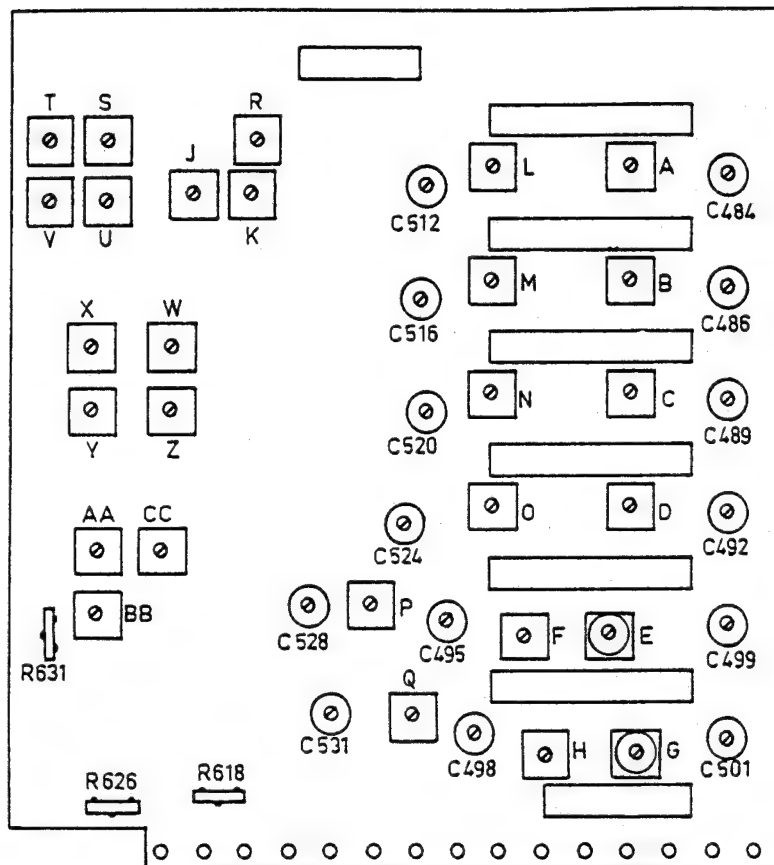 T S R
J L A
C512 C484
V U K
M B
X W C516 C486
N C
C520 C489
Y Z
O D
AA CC C524 C492
BB P
C528 C495 F E C499
R631
Q
C531 C498 H G C501
R626 R618